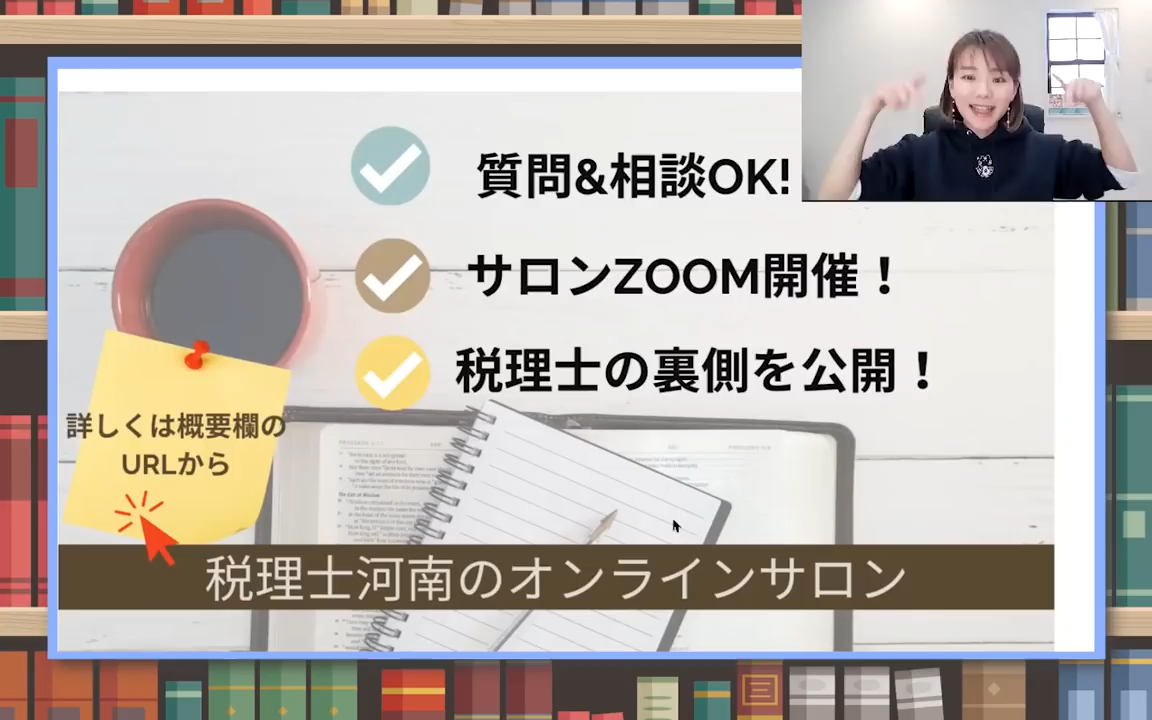 質問&相談OK!
サロンZOOM開催！
税理士の裏側を公開！
詳しくは概要欄の
URLから
税理士河南のオンラインサロン